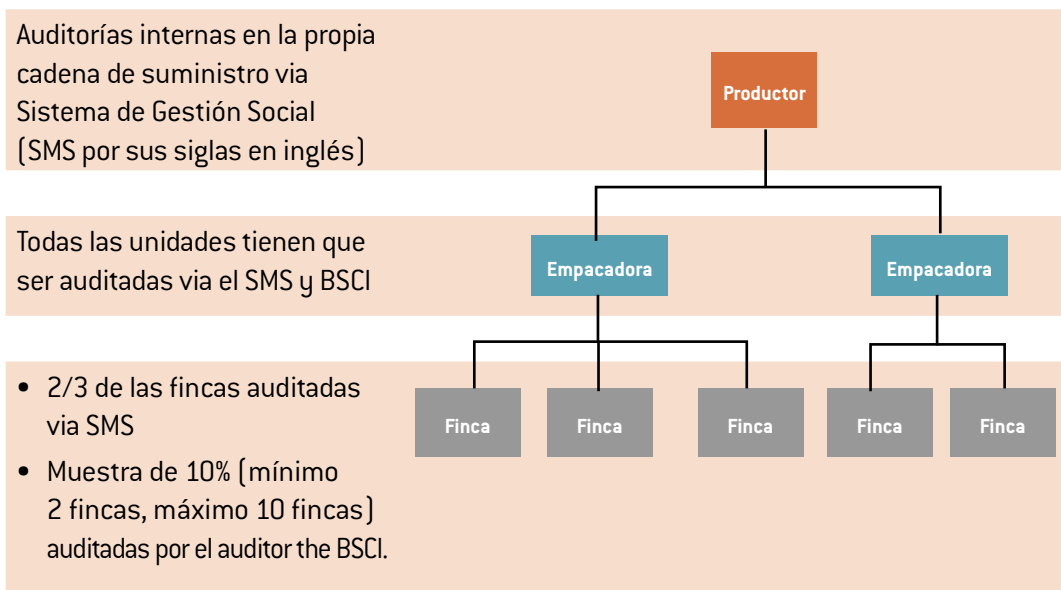 Auditorías internas en la propia
cadena de suministro via
Sistema de Gestión Social
(SMS por sus siglas en inglés)
Productor
Todas las unidades tienen que
ser auditadas via el SMS y BSCI
Empacadora
Empacadora
• 2/3 de las fincas auditadas
via SMS
• Muestra de 10% (mínimo
2 fincas, máximo 10 fincas)
auditadas por el auditor the BSCI.
Finca
Finca
Finca
Finca
Finca